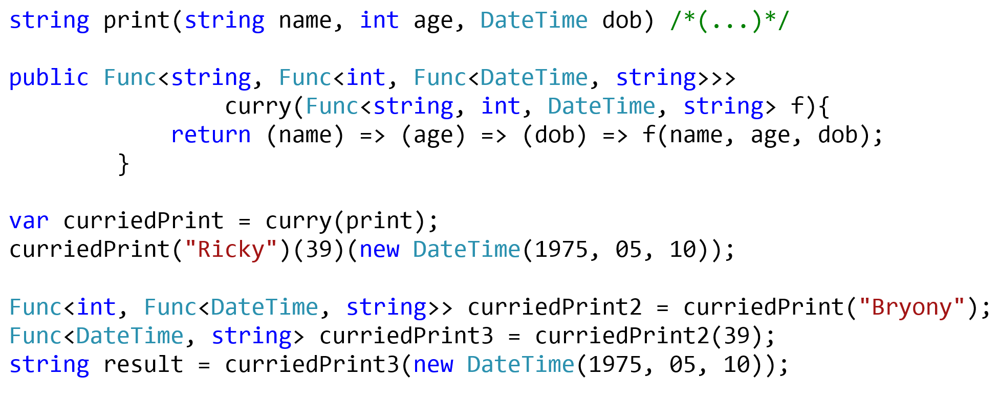 string print(string name, int age, DateTime dob) /*(...)*/
public Func<string, Func<int, Func<DateTime, string>>>
curry(Func<string, int, DateTime, string> f){
return (name) => (age) => (dob) => f(name, age, dob);
}
var curriedPrint = curry(print);
curriedPrint("Ricky")(39)(new DateTime(1975, 05, 10));
Func<int, Func<DateTime, string>> curriedPrint2 = curriedPrint("Bryony");
Func<DateTime, string> curriedPrint3 = curriedPrint2(39);
string result = curriedPrint3(new DateTime(1975, 05, 10));